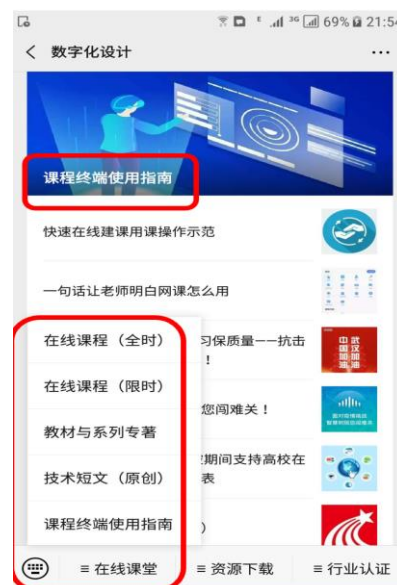 3G 69% 21:54
数字化设计
课程终端使用指南
快速在线建课用课操作示范
一句话让老师明白网课怎么用
习保质量——抗击
！
中国加油
武汉加油
您闯难关！
期间支持高校在
表
）
在线课程（全时）
在线课程（限时）
教材与系列专著
技术短文（原创）
课程终端使用指南
≡ 在线课堂
≡ 资源下载
≡ 行业认证